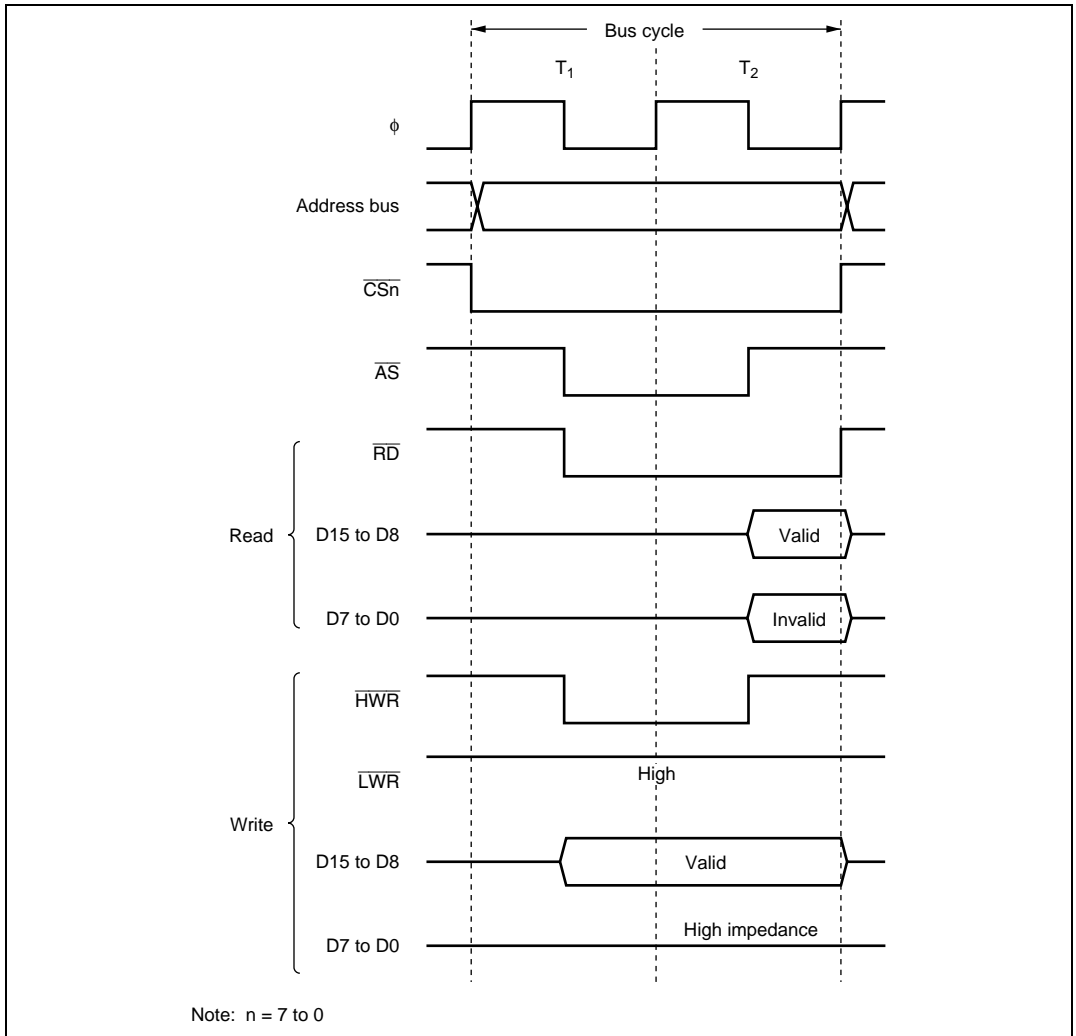 Bus cycle
T1 T2
φ
Address bus
CSn
AS
RD
Read D15 to D8 Valid
D7 to D0 Invalid
HWR
LWR High
Write
D15 to D8 Valid
D7 to D0 High impedance
Note: n = 7 to 0